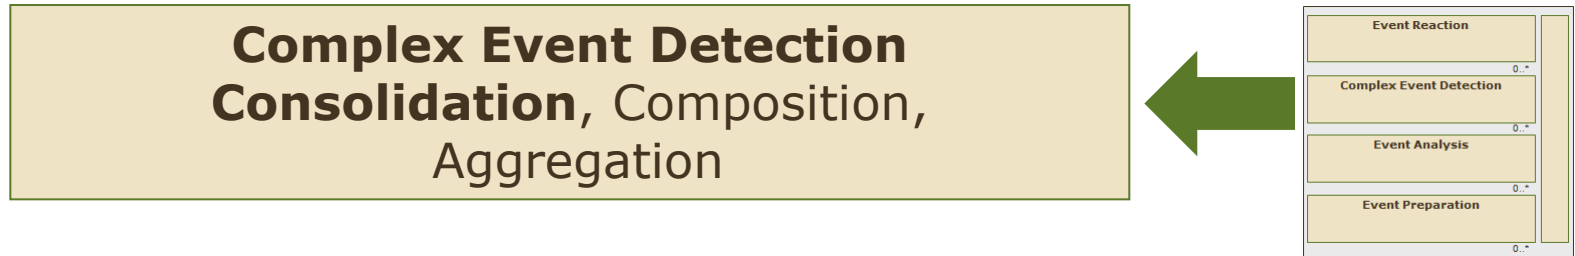 Complex Event Detection
Consolidation, Composition,
Aggregation
Event Reaction
0..*
Complex Event Detection
0..*
Event Analysis
0..*
Event Preparation
0..*